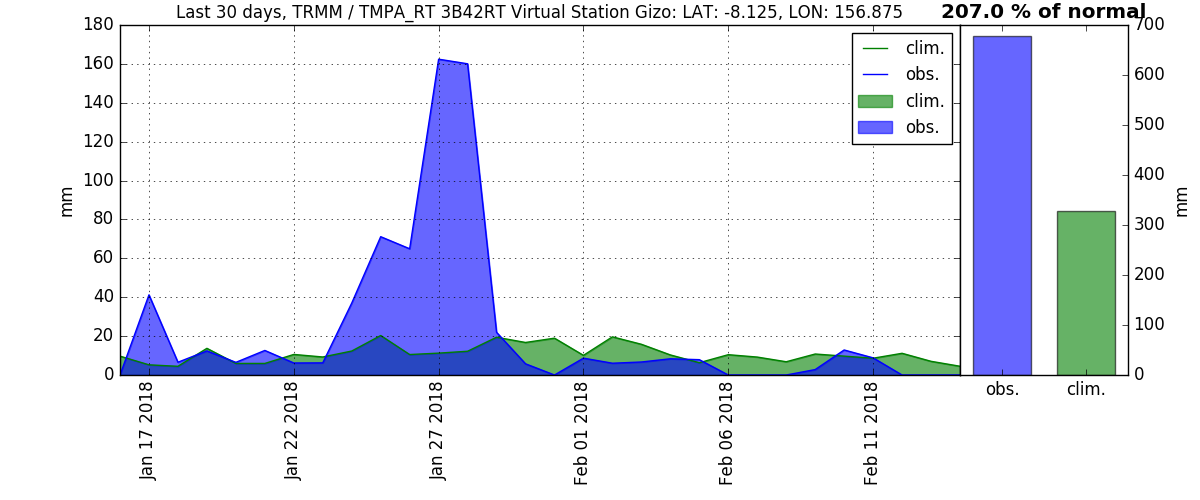 Last 30 days, TRMM / TMPA_RT 3B42RT Virtual Station Gizo: LAT: -8.125, LON: 156.875
207.0 % of normal
180
160
140
120
100
80
60
40
20
0
mm
Jan 17 2018
Jan 22 2018
Jan 27 2018
Feb 01 2018
Feb 06 2018
Feb 11 2018
clim.
obs.
clim.
obs.
700
600
500
400
300
200
100
0
mm
obs.
clim.